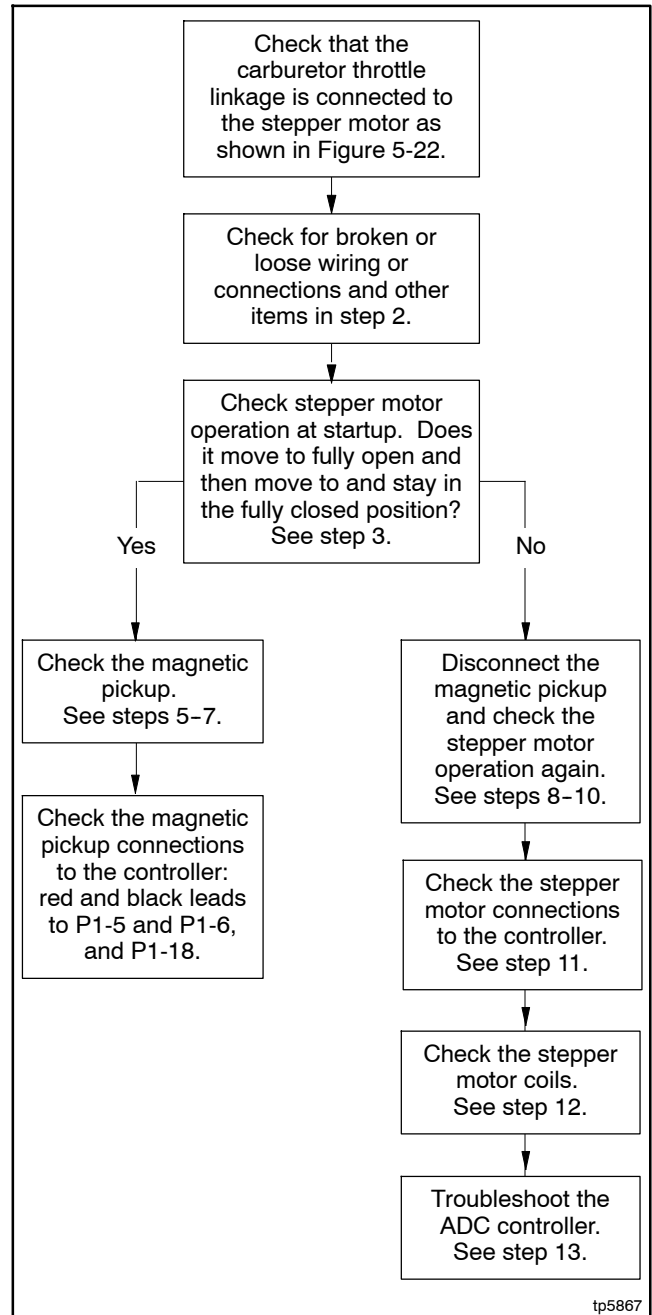 Check that the
carburetor throttle
linkage is connected to
the stepper motor as
shown in Figure 5-22.
Check for broken or
loose wiring or
connections and other
items in step 2.
Check stepper motor
operation at startup. Does
it move to fully open and
then move to and stay in
the fully closed position?
See step 3.
Yes
No
Check the magnetic
pickup.
See steps 5–7.
Check the magnetic
pickup connections
to the controller:
red and black leads
to P1-5 and P1-6,
and P1-18.
Disconnect the
magnetic pickup
and check the
stepper motor
operation again.
See steps 8–10.
Check the stepper
motor connections
to the controller.
See step 11.
Check the stepper
motor coils.
See step 12.
Troubleshoot the
ADC controller.
See step 13.
tp5867